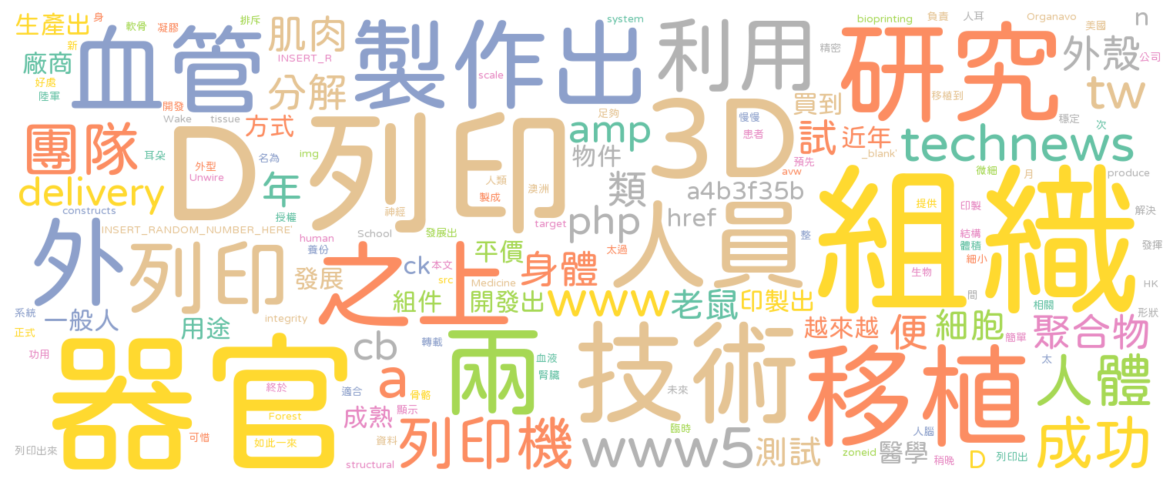 生產出 身 軟骨 凝膠 排斥
新 血管 肌肉 製作出 system 利用 精密 bioprinting 負責 人耳 Organavo 美國 n
廠商 INSERT_R 研究 外殼 公司
好處 陸軍 分解 scale 買到 移植到 tw
開發 Wake tissue 足夠 慢慢 穩定
團隊 方式 3D amp 患者 試 近年 technews 次
耳朵 D 列印 物件 預先
外型 名為 img Unwire 人類 澳洲 avw _blank' 微細 月 produce
delivery 年 製成 類 a4b3f35b
constructs 授權 神經 target php href 人員 組織 提供 印製 解決
外 INSERT_RANDOM_NUMBER_HERE' human School 發展出 太過 整 結構 體積 發揮
養份 平價 細小
列印 發展 之上 ck 本文 身體 生物 HK
src Medicine 間
系統 一般人 組件 開發出 www 老鼠 印製出 相關 形狀
正式 用途 integrity 越來越 便 細胞 簡單 聚合物
功用 器官 cb 轉載 兩 血液 技術 太
終於 適合 a 腎臟 移植 人體
骨骼 未來
Forest 成熟 顯示 臨時 人腦
可惜 如此一來 資料 列印機 www5 測試 醫學 成功
列印出來 structural zoneid 稍晚 D 列印出